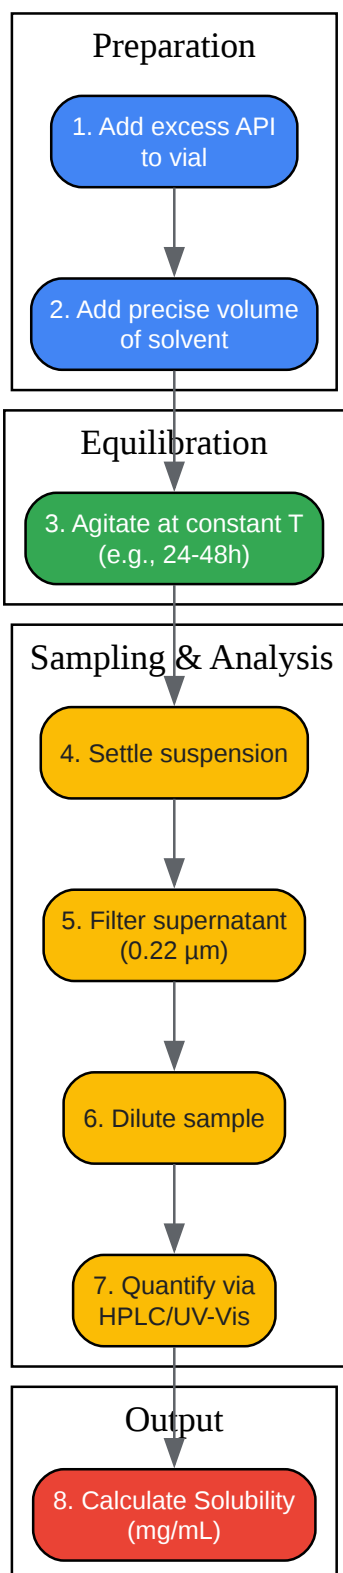 Preparation
1. Add excess API
to vial
2. Add precise volume
of solvent
Equilibration
3. Agitate at constant T
(e.g., 24-48h)
Sampling & Analysis
4. Settle suspension
5. Filter supernatant
(0.22 µm)
6. Dilute sample
7. Quantify via
HPLC/UV-Vis
Output
8. Calculate Solubility
(mg/mL)